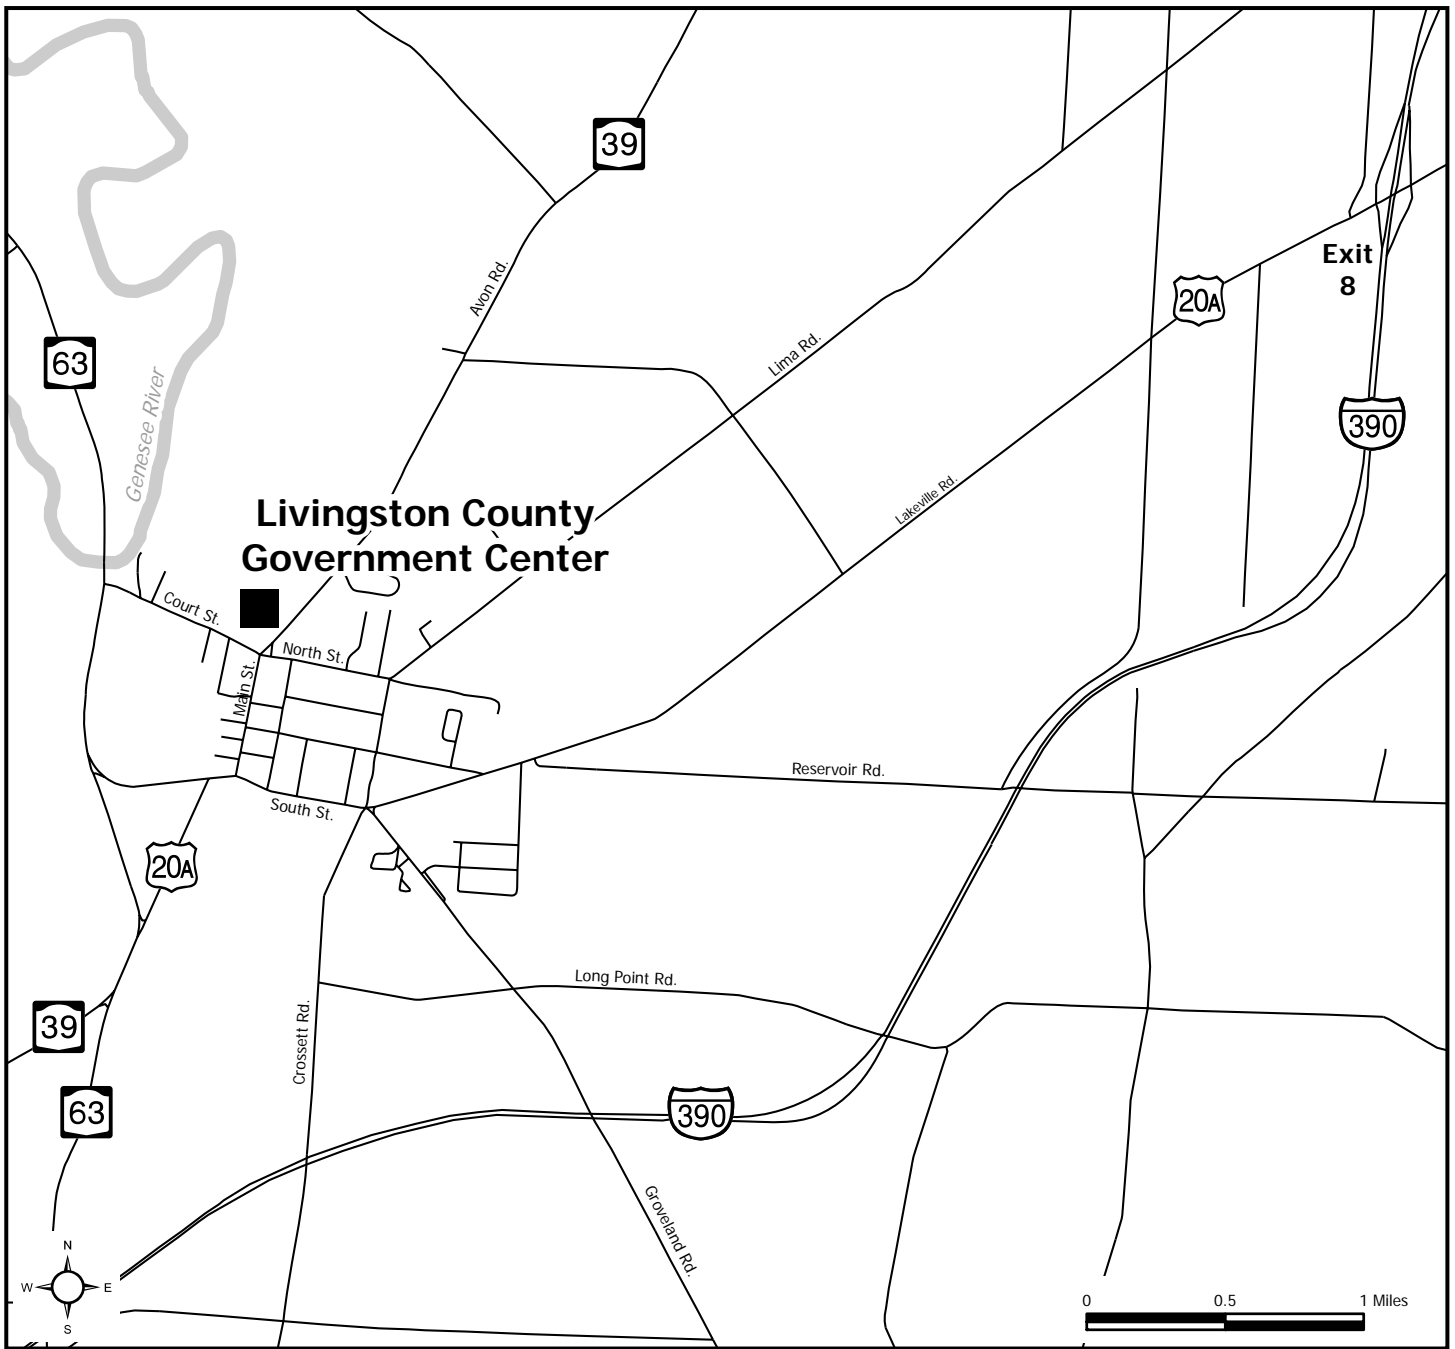 39
Exit
8
20A
Avon Rd.
Lima Rd.
63
Genesee River
390
Lakeville Rd.
Livingston County
Government Center
Court St.
North St.
Main St.
Reservoir Rd.
South St.
20A
Long Point Rd.
39
Crossett Rd.
63
390
Groveland Rd.
N
W
E
S
0 0.5 1 Miles